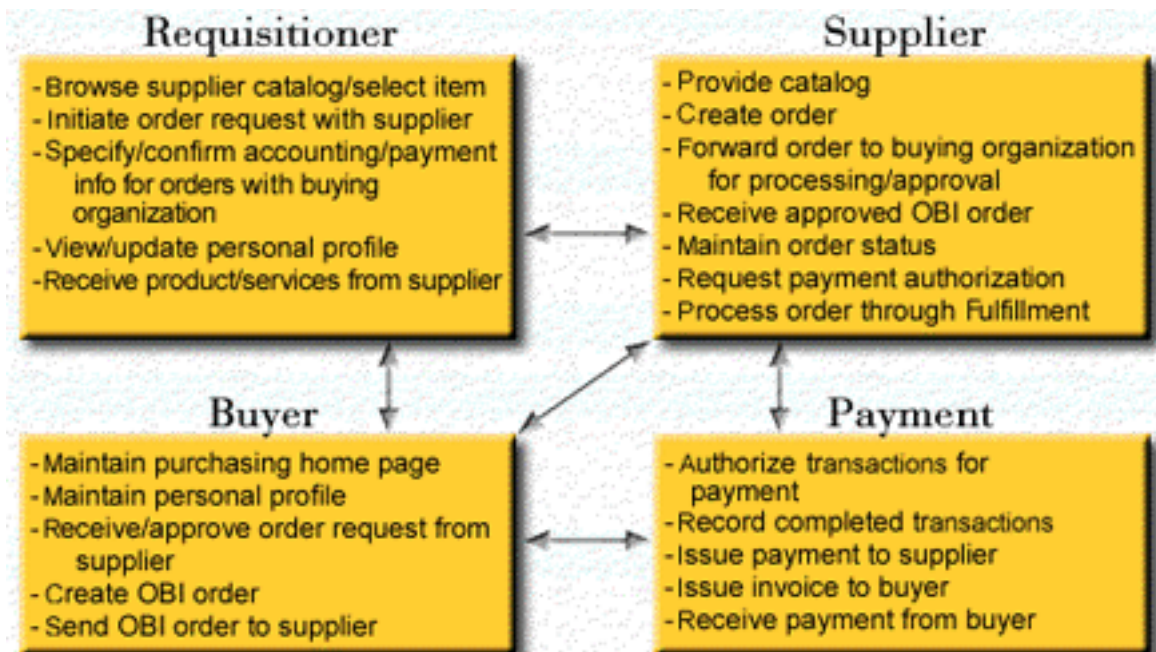 Requisitioner
- Browse supplier catalog/select item
- Initiate order request with supplier
- Specify/confirm accounting/payment
info for orders with buying
organization
- View/update personal profile
- Receive product/services from supplier
Supplier
- Provide catalog
- Create order
- Forward order to buying organization
for processing/approval
- Receive approved OBI order
- Maintain order status
- Request payment authorization
- Process order through Fulfillment
Buyer
- Maintain purchasing home page
- Maintain personal profile
- Receive/approve order request from
supplier
- Create OBI order
- Send OBI order to supplier
Payment
- Authorize transactions for
payment
- Record completed transactions
- Issue payment to supplier
- Issue invoice to buyer
- Receive payment from buyer